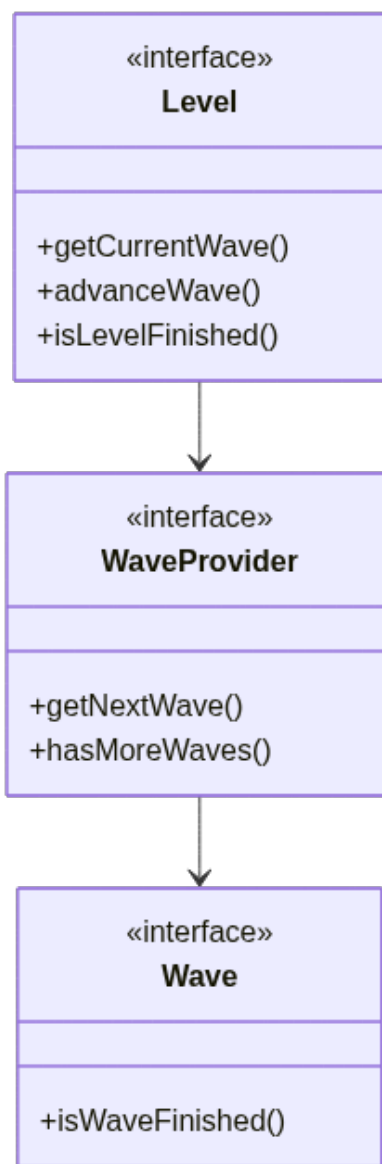 «interface»
Level
+getCurrentWave()
+advanceWave()
+isLevelFinished()
«interface»
WaveProvider
+getNextWave()
+hasMoreWaves()
«interface»
Wave
+isWaveFinished()